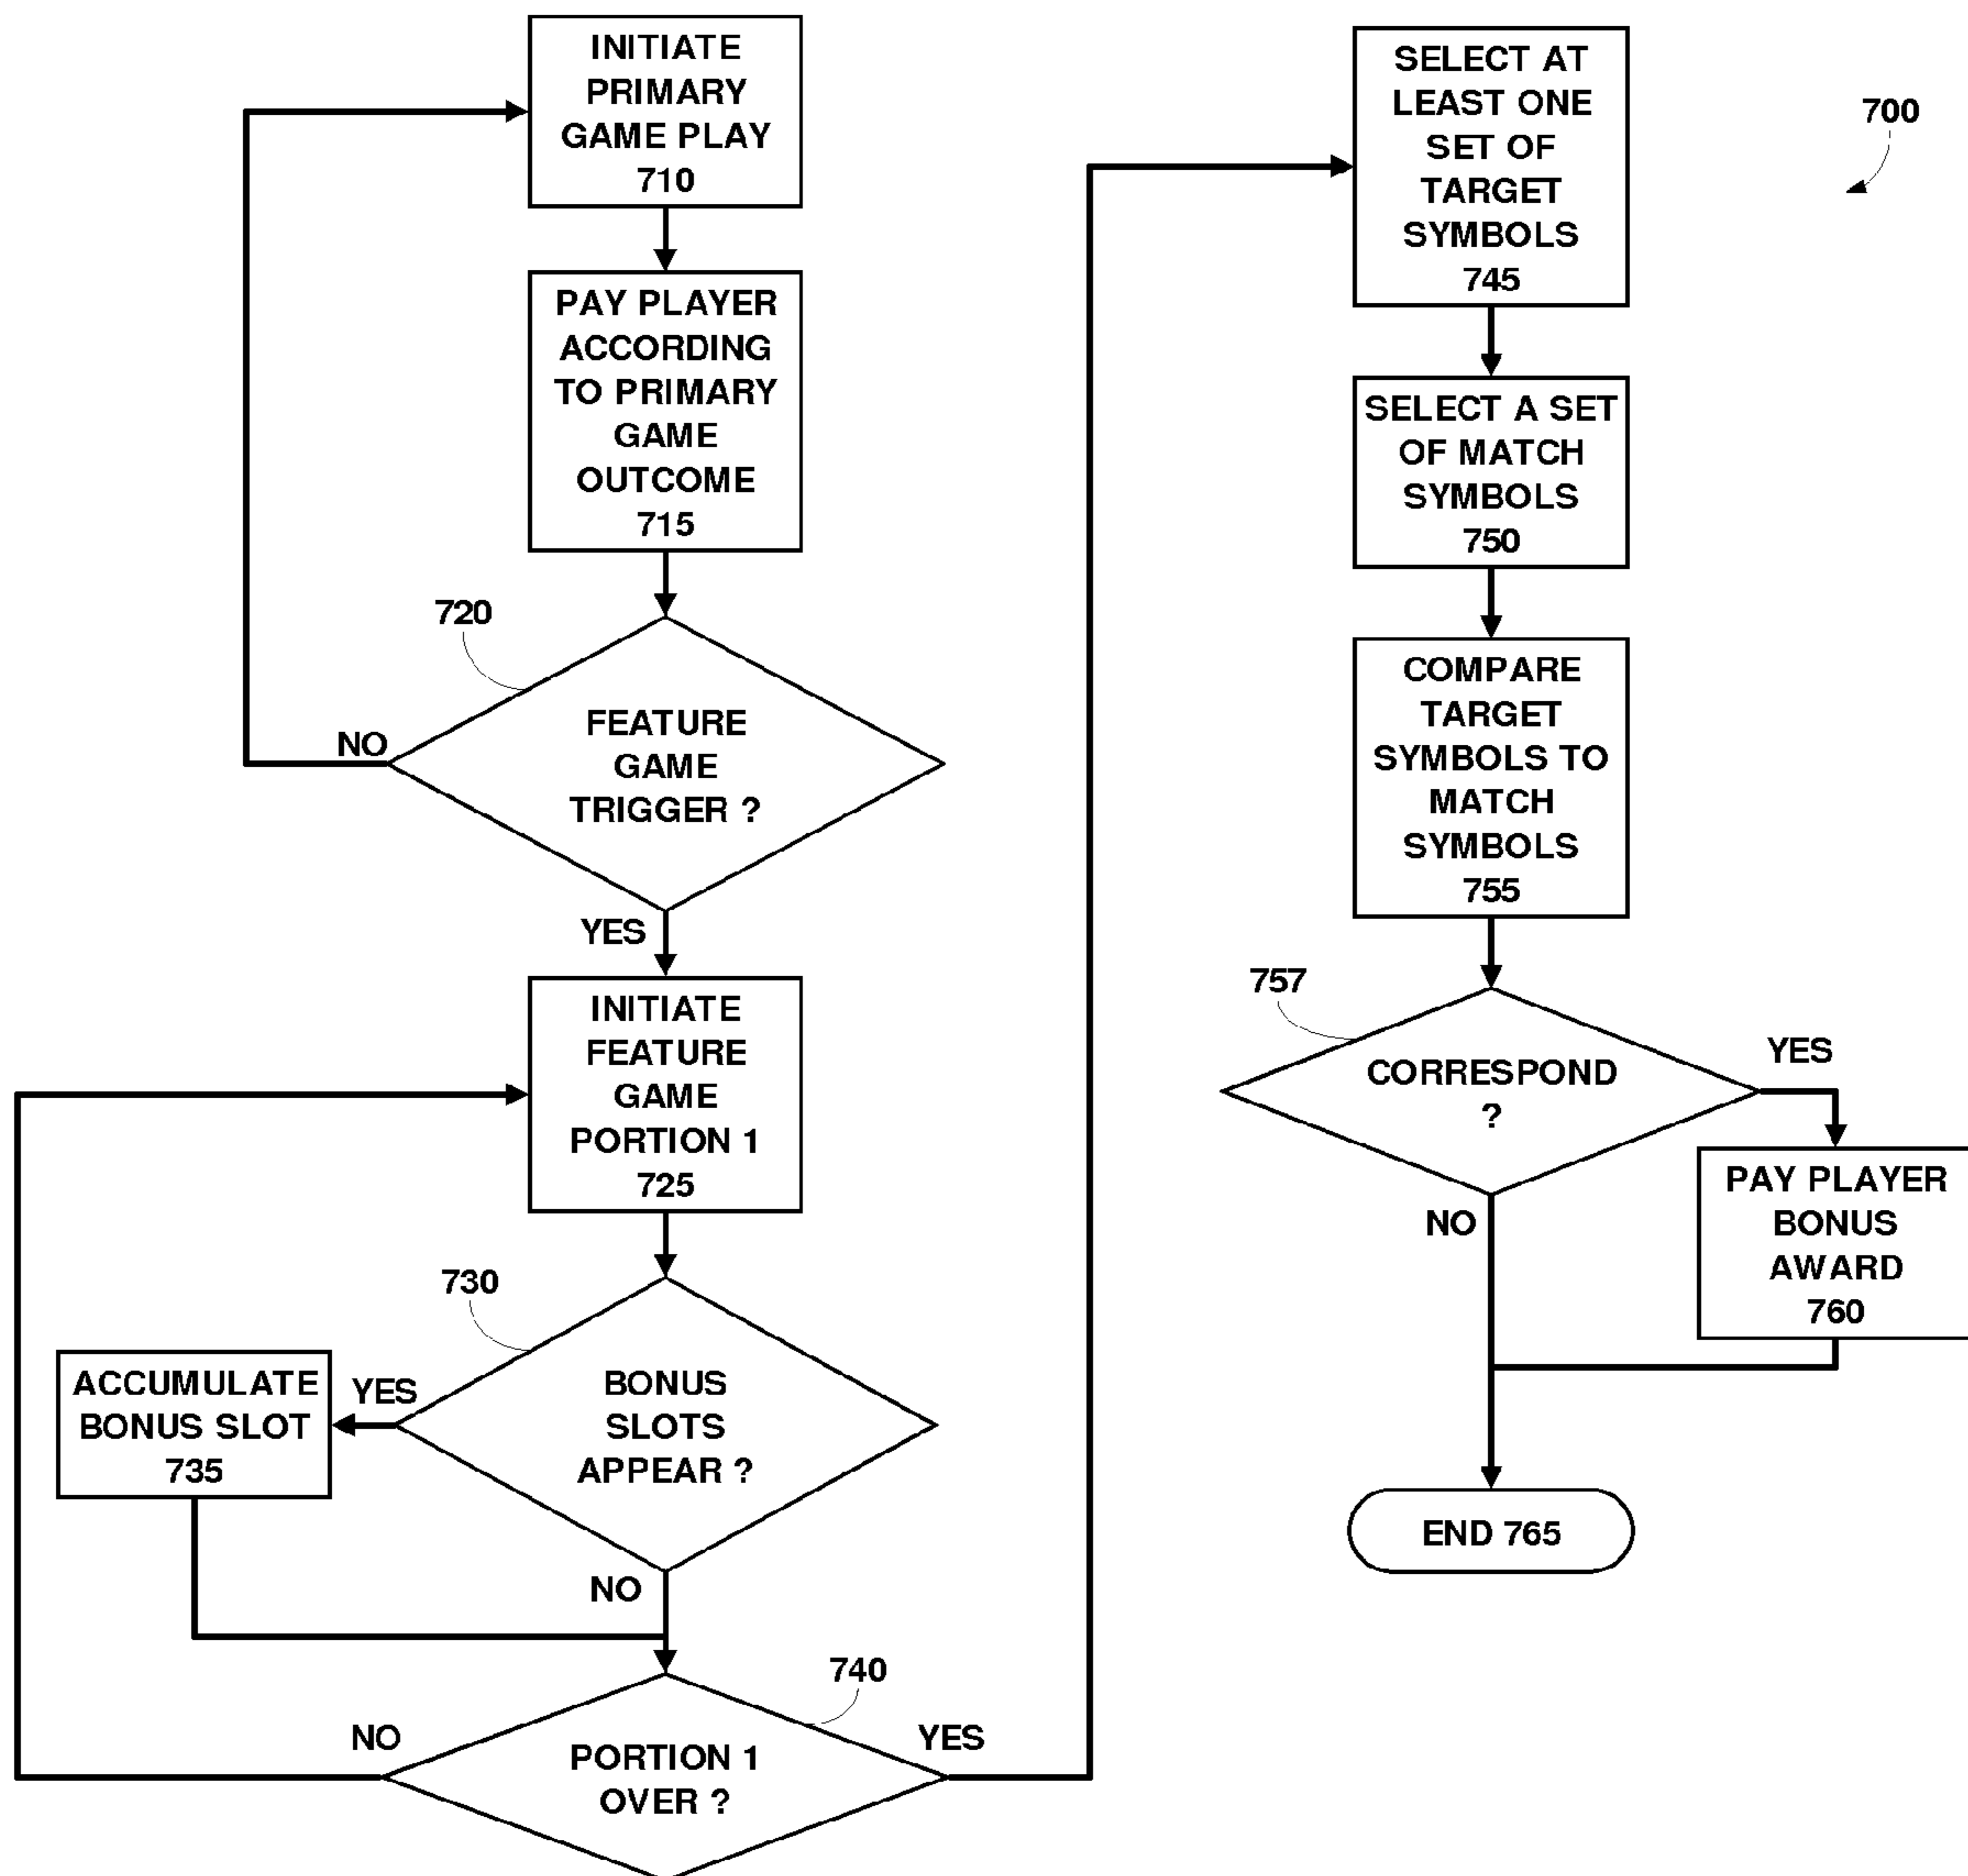 INITIATE
PRIMARY
GAME PLAY
710
PAY PLAYER
ACCORDING
TO PRIMARY
GAME
OUTCOME
715
720
FEATURE
GAME
TRIGGER ?
NO
YES
INITIATE
FEATURE
GAME
PORTION 1
725
730
BONUS
SLOTS
APPEAR ?
YES
ACCUMULATE
BONUS SLOT
735
NO
740
PORTION 1
OVER ?
NO
YES
SELECT AT
LEAST ONE
SET OF
TARGET
SYMBOLS
745
700
SELECT A SET
OF MATCH
SYMBOLS
750
COMPARE
TARGET
SYMBOLS TO
MATCH
SYMBOLS
755
757
CORRESPOND
?
YES
NO
PAY PLAYER
BONUS
AWARD
760
END 765